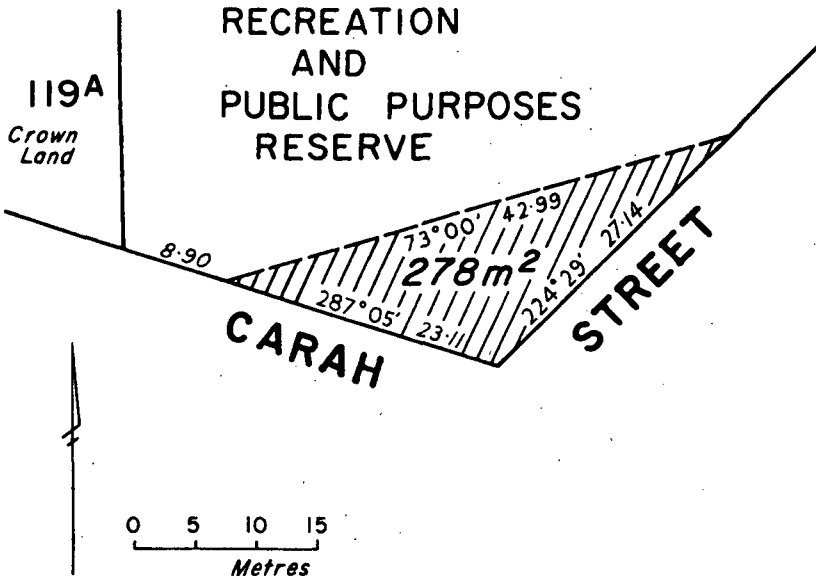 RECREATION
AND
PUBLIC PURPOSES
RESERVE
119A
Crown
Land
8·90
73°00′ 42·99
278m²
287°05′ 23·11
224°29′ 27·14
CARAH STREET
0 5 10 15
Metres